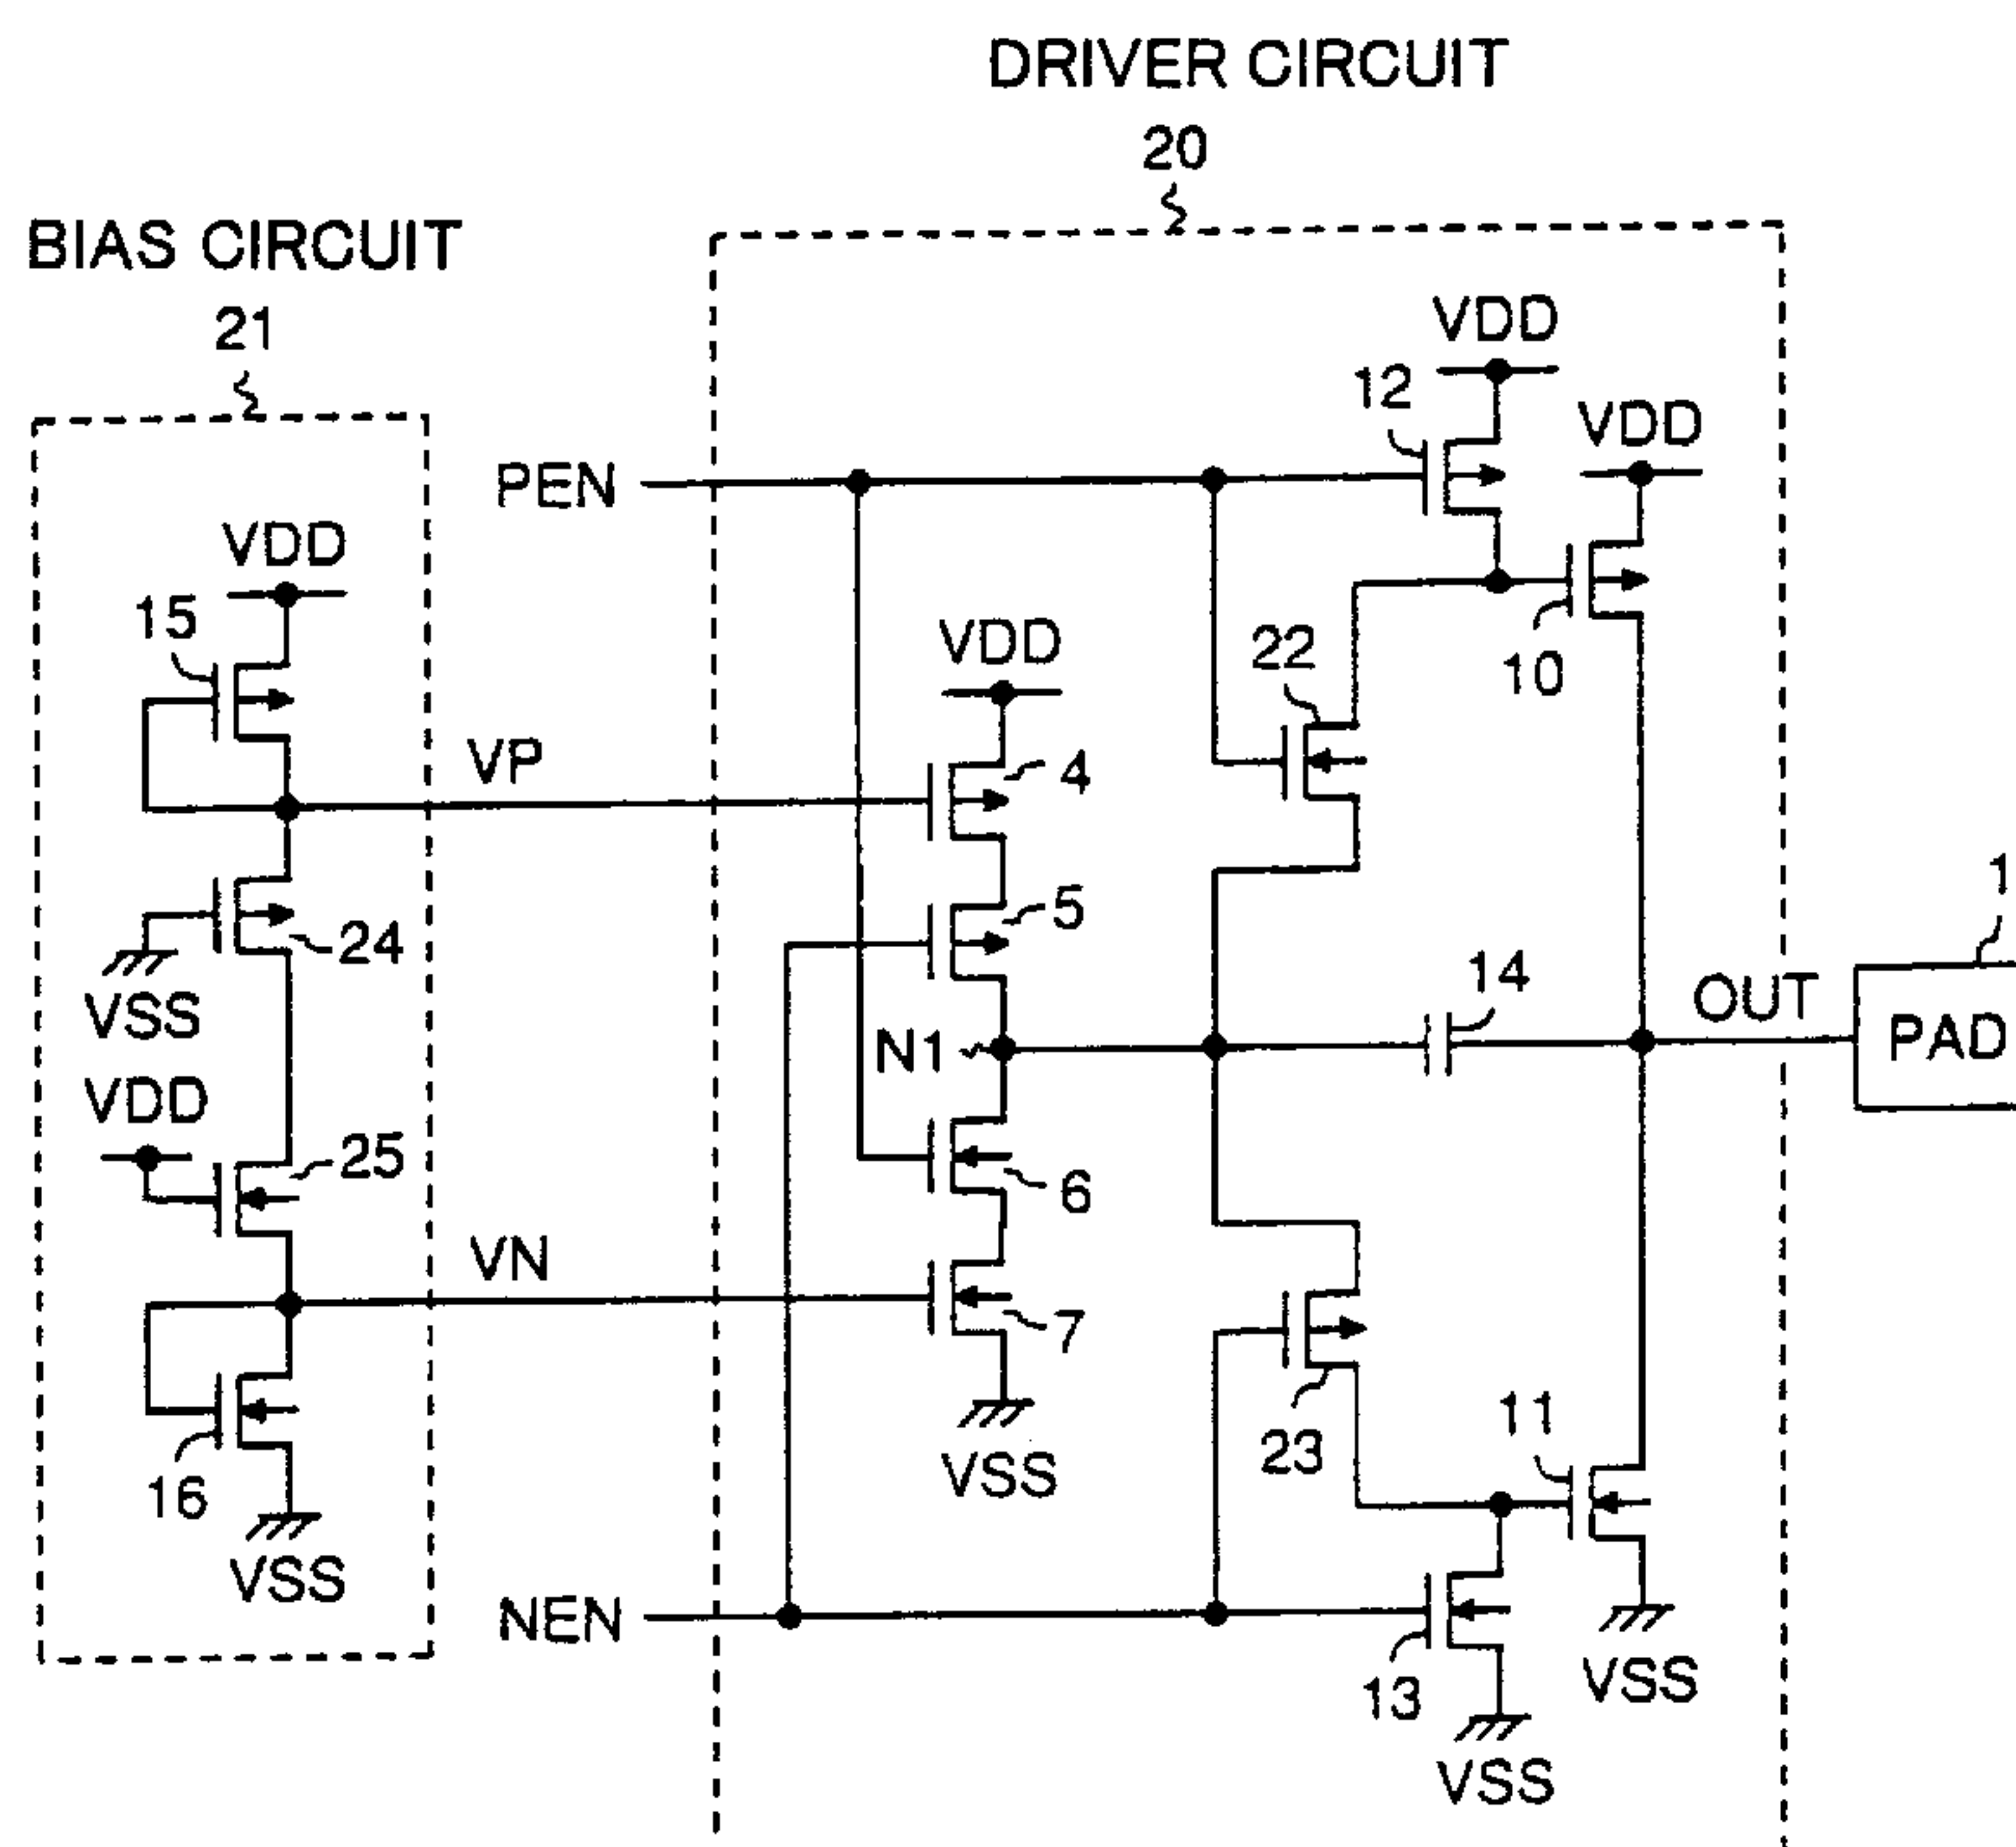 DRIVER CIRCUIT
20
BIAS CIRCUIT
21
VDD
12
VDD
PEN
VDD
15
10
22
VDD
VP
4
5
24
VSS
14
1
OUT
PAD
N1
VDD
25
6
VN
7
16
VSS
VSS
23
11
NEN
13
VSS
VSS